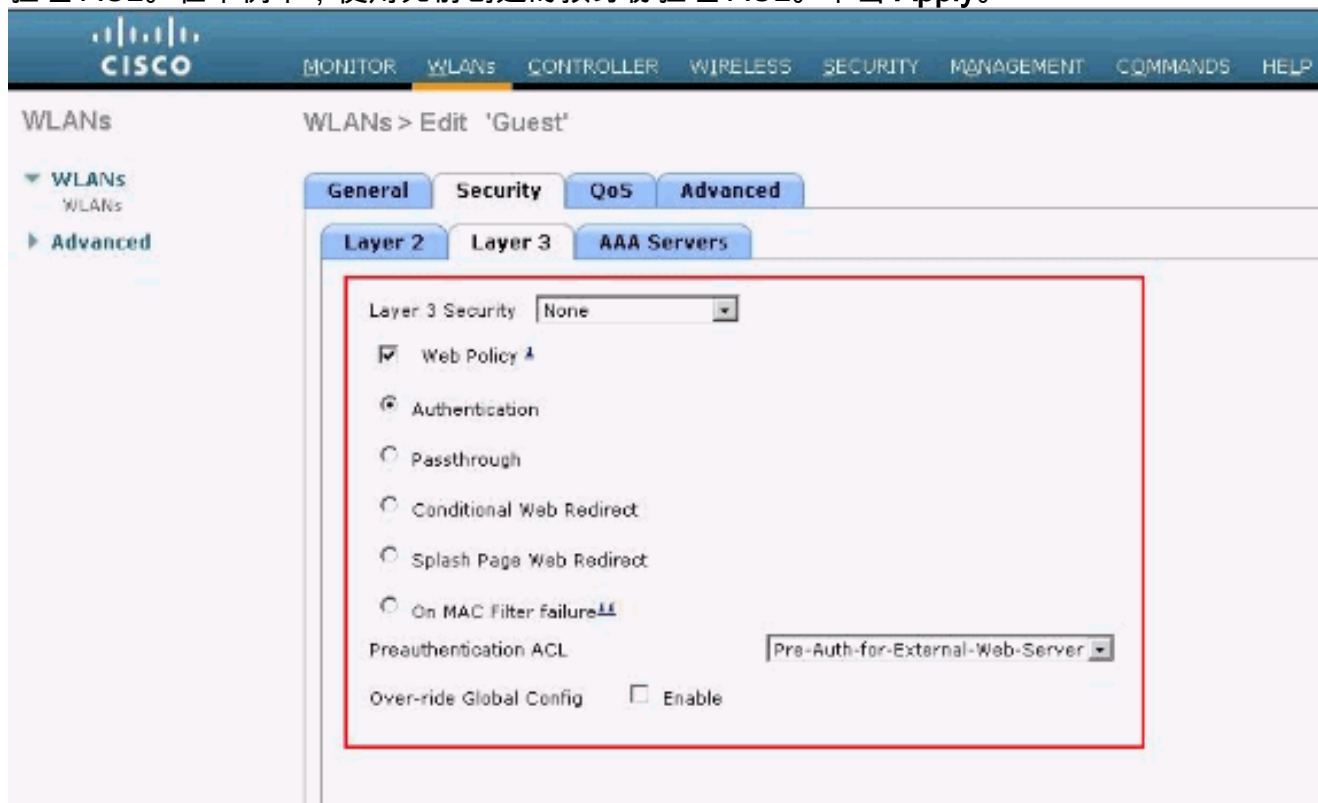 CISCO
MONITOR WLANs CONTROLLER WIRELESS SECURITY MANAGEMENT COMMANDS HELP
WLANs
WLANs
WLANs
Advanced
WLANs > Edit 'Guest'
General Security QoS Advanced
Layer 2 Layer 3 AAA Servers
Layer 3 Security None
Web Policy 1
Authentication
Passthrough
Conditional Web Redirect
Splash Page Web Redirect
On MAC Filter failure 11
Preauthentication ACL Pre-Auth-for-External-Web-Server
Over-ride Global Config Enable